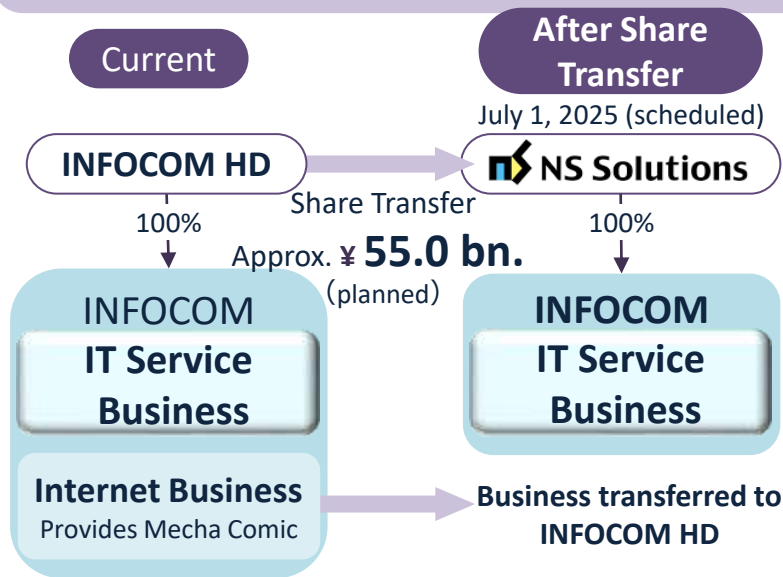 Current
After Share
Transfer
July 1, 2025 (scheduled)
INFOCOM HD
NS Solutions
100%
Share Transfer
Approx. ¥ 55.0 bn.
（planned）
100%
INFOCOM
IT Service
Business
Internet Business
Provides Mecha Comic
INFOCOM
IT Service
Business
Business transferred to
INFOCOM HD